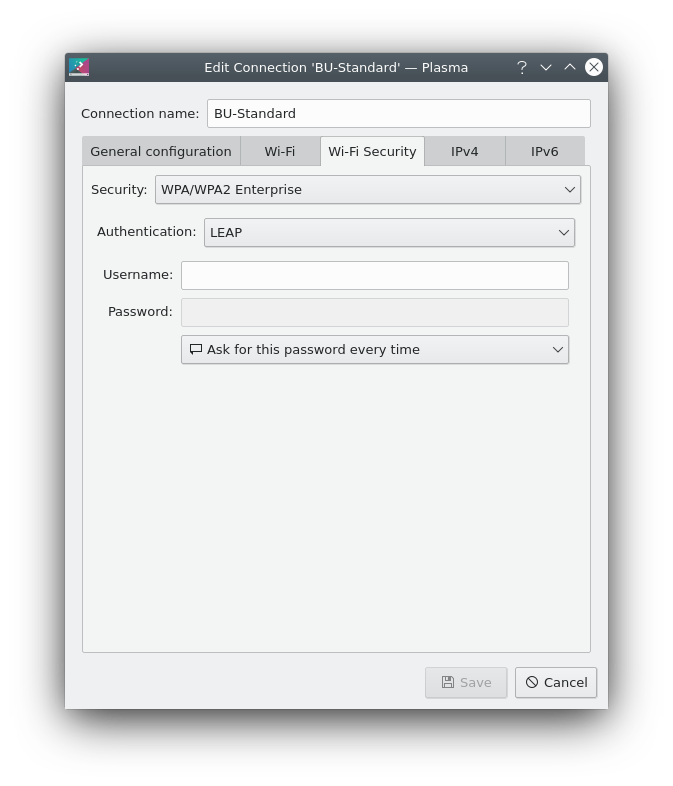 Edit Connection 'BU-Standard' — Plasma
Connection name: BU-Standard
General configuration Wi-Fi Wi-Fi Security IPv4 IPv6
Security: WPA/WPA2 Enterprise
Authentication: LEAP
Username:
Password:
Ask for this password every time
Save Cancel